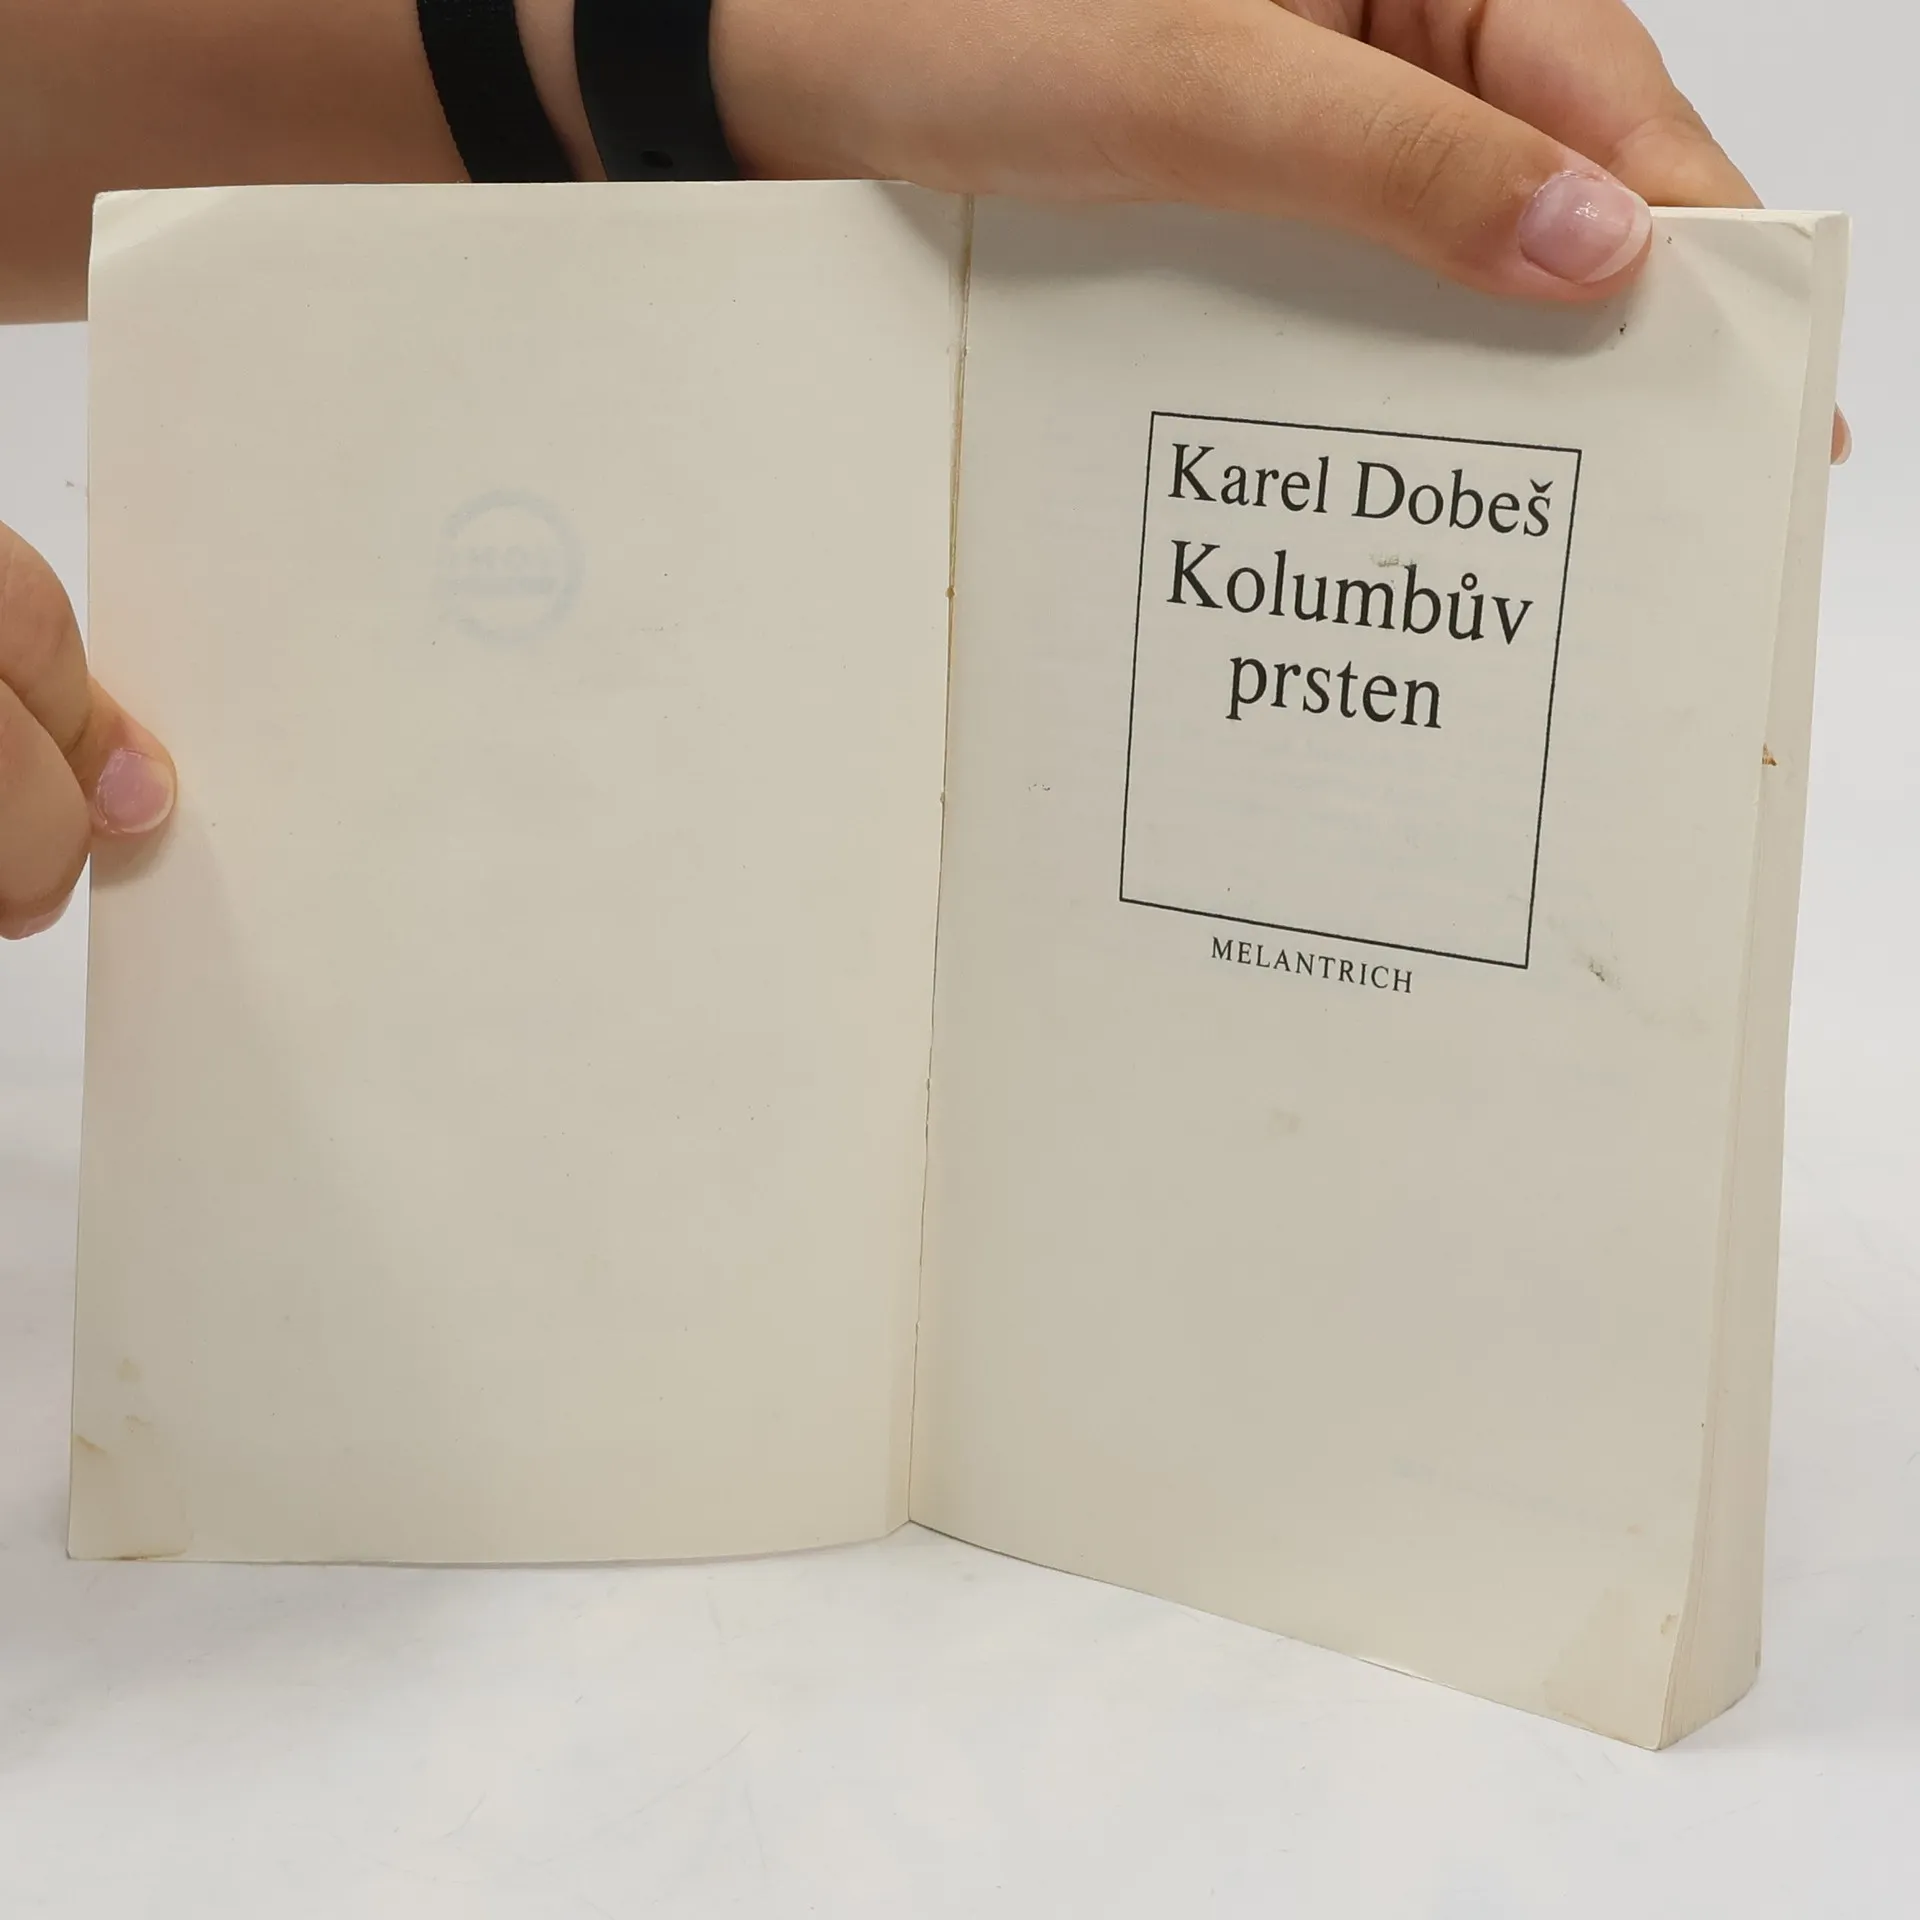 Karel Dobeš
Kolumbův
prsten
MELANTRICH